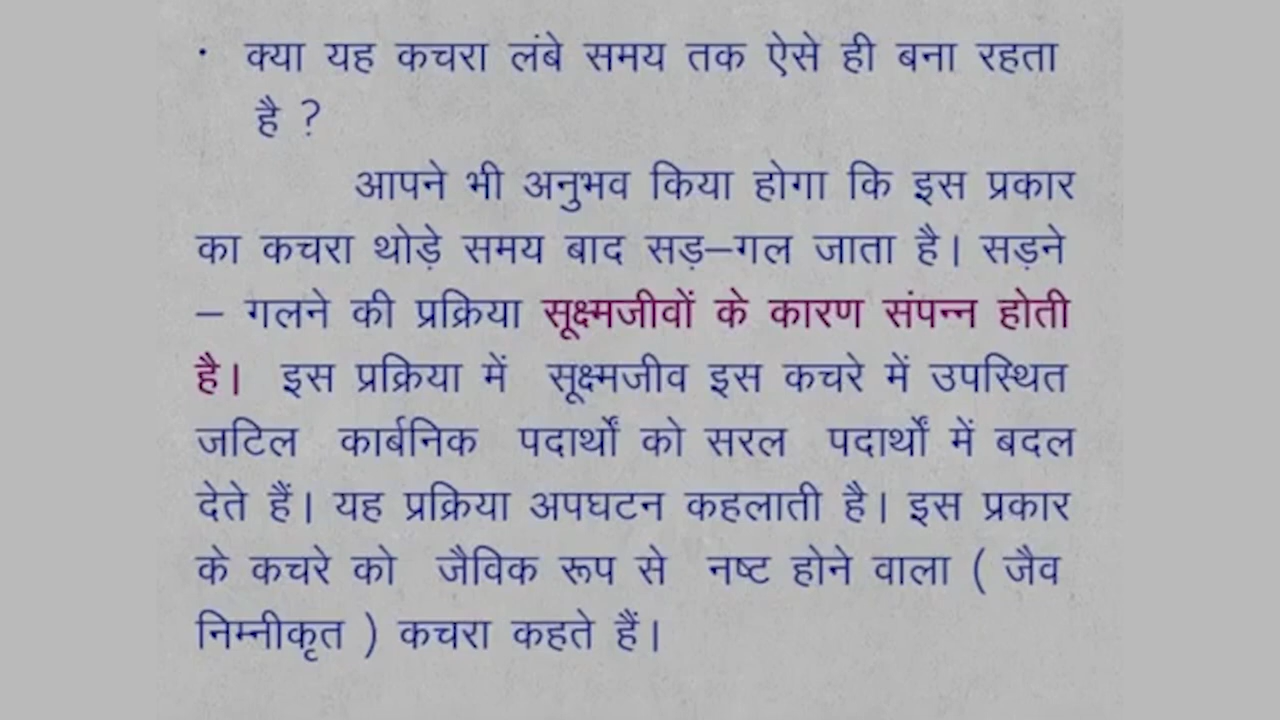 · क्या यह कचरा लंबे समय तक ऐसे ही बना रहता
है ?
आपने भी अनुभव किया होगा कि इस प्रकार
का कचरा थोड़े समय बाद सड़–गल जाता है। सड़ने
– गलने की प्रक्रिया सूक्ष्मजीवों के कारण संपन्न होती
है। इस प्रक्रिया में सूक्ष्मजीव इस कचरे में उपस्थित
जटिल कार्बनिक पदार्थों को सरल पदार्थों में बदल
देते हैं। यह प्रक्रिया अपघटन कहलाती है। इस प्रकार
के कचरे को जैविक रूप से नष्ट होने वाला ( जैव
निम्नीकृत ) कचरा कहते हैं।